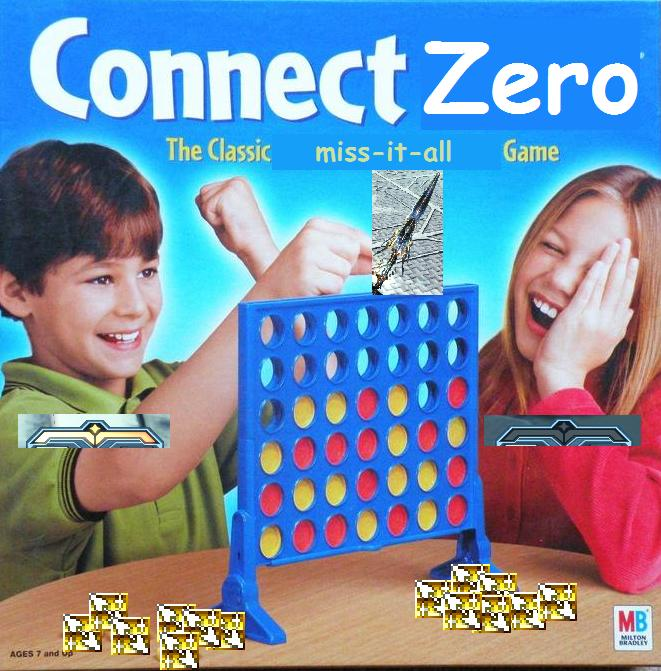 Connect Zero
The Classic miss-it-all Game
AGES 7 and up
MB
MILTON
BRADLEY